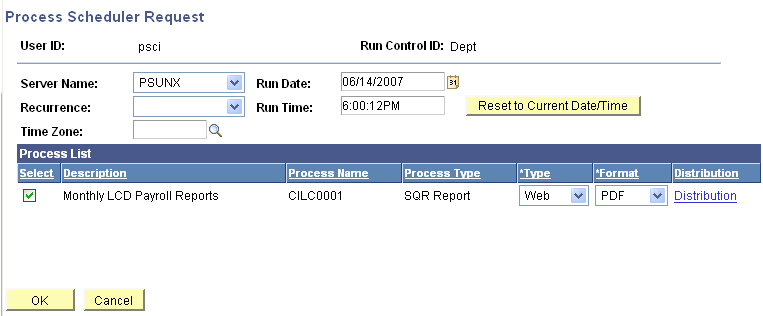 Process Scheduler Request
User ID: psci Run Control ID: Dept
Server Name: PSUNX Run Date: 06/14/2007 31
Recurrence: Run Time: 6:00:12PM Reset to Current Date/Time
Time Zone:
Process List
Select Description Process Name Process Type *Type *Format Distribution
Monthly LCD Payroll Reports CILC0001 SQR Report Web PDF Distribution
OK Cancel